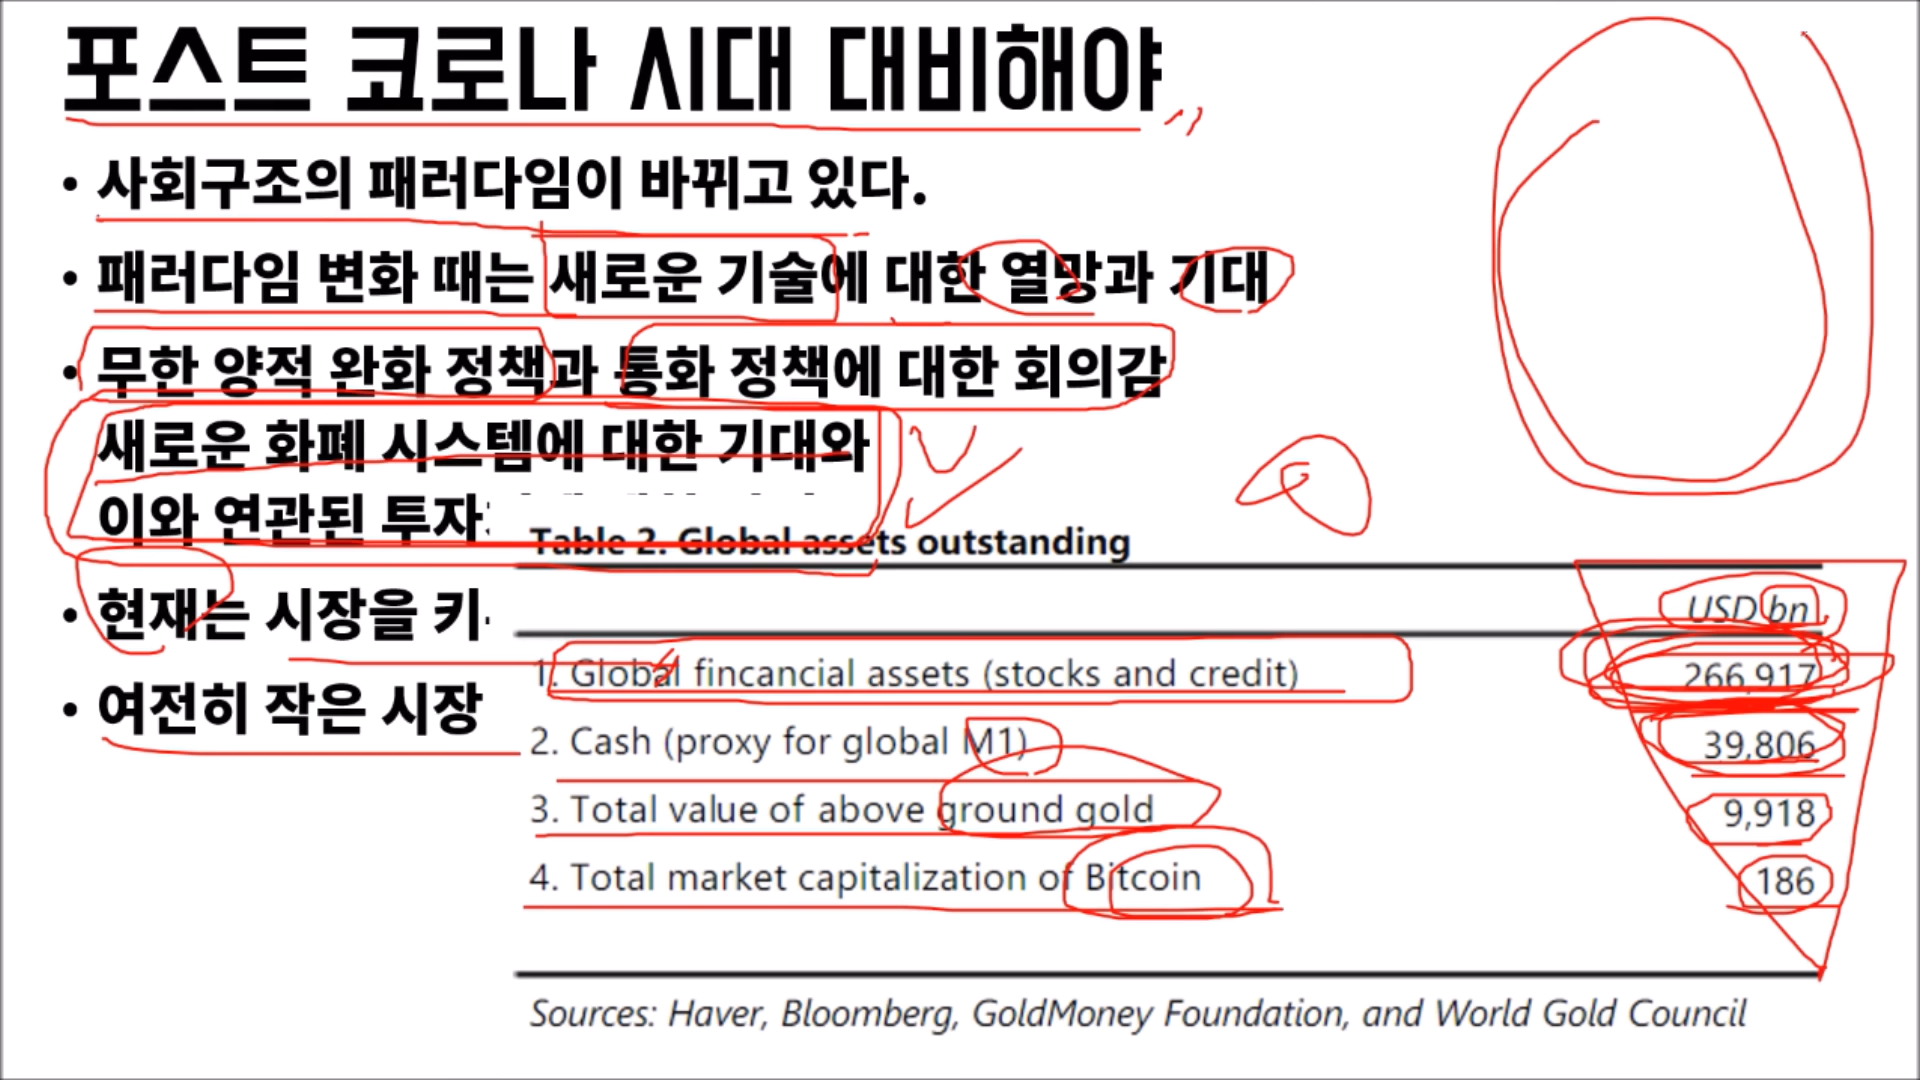 포스트 코로나 시대 대비해야
• 사회구조의 패러다임이 바뀌고 있다.
• 패러다임 변화 때는 새로운 기술에 대한 열망과 기대
• 무한 양적 완화 정책과 통화 정책에 대한 회의감
새로운 화폐 시스템에 대한 기대와
이와 연관된 투자
• 현재는 시장을 키
• 여전히 작은 시장
Table 2. Global assets outstanding
USD bn
1. Global fincancial assets (stocks and credit) 266,917
2. Cash (proxy for global M1) 39,806
3. Total value of above ground gold 9,918
4. Total market capitalization of Bitcoin 186
Sources: Haver, Bloomberg, GoldMoney Foundation, and World Gold Council